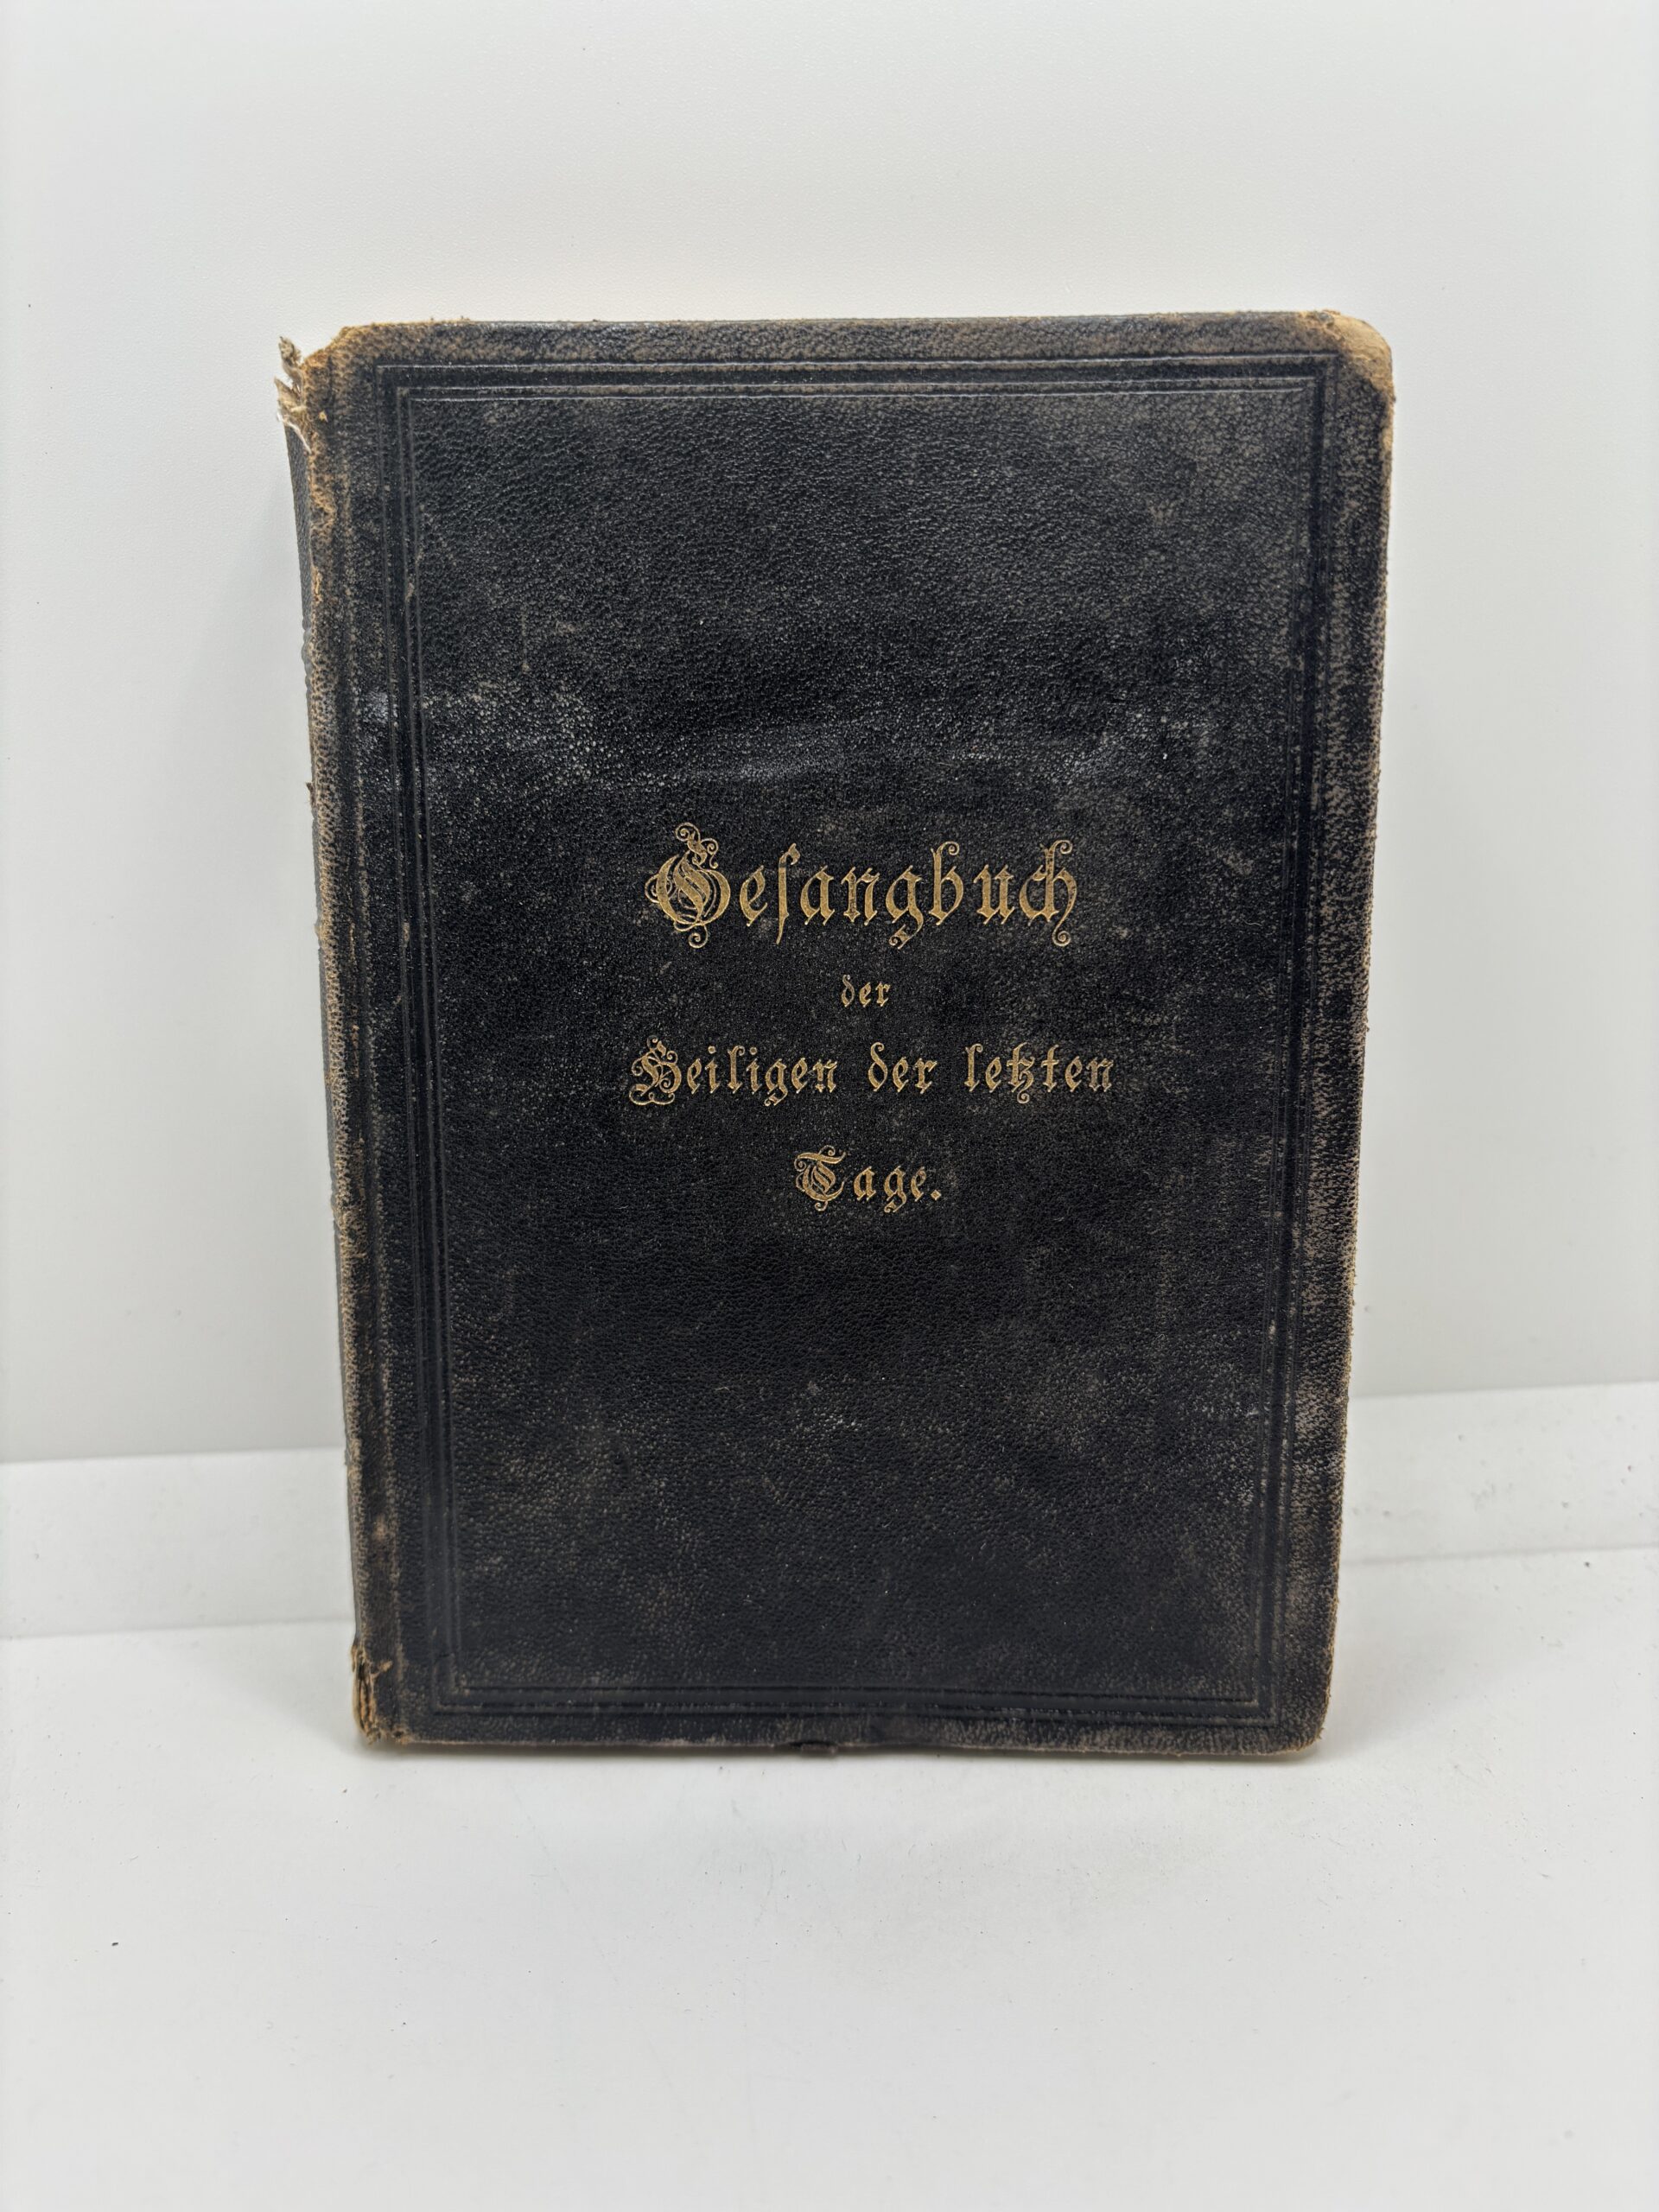 Geſangbuch
der
Heiligen der letzten
Tage.